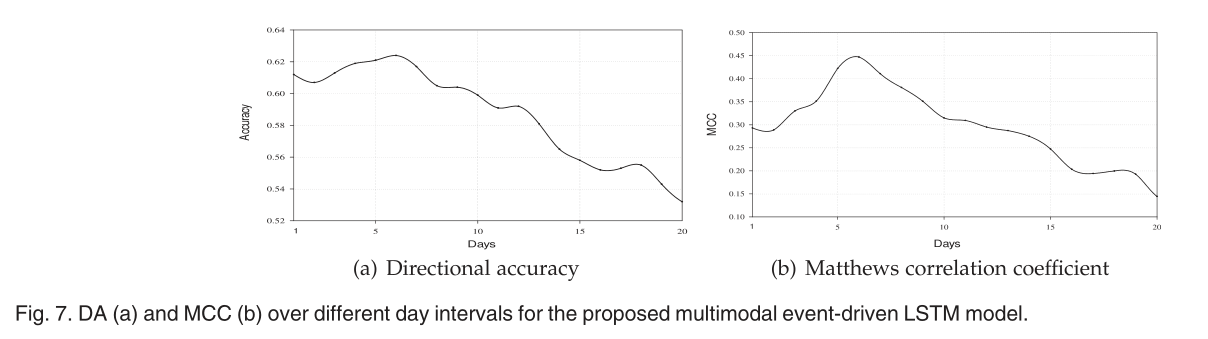 0.64
0.62
0.60
0.58
0.56
0.54
0.52
Accuracy
1 5 10 15 20
Days
(a) Directional accuracy
0.50
0.45
0.40
0.35
0.30
0.25
0.20
0.15
0.10
MCC
1 5 10 15 20
Days
(b) Matthews correlation coefficient
Fig. 7. DA (a) and MCC (b) over different day intervals for the proposed multimodal event-driven LSTM model.